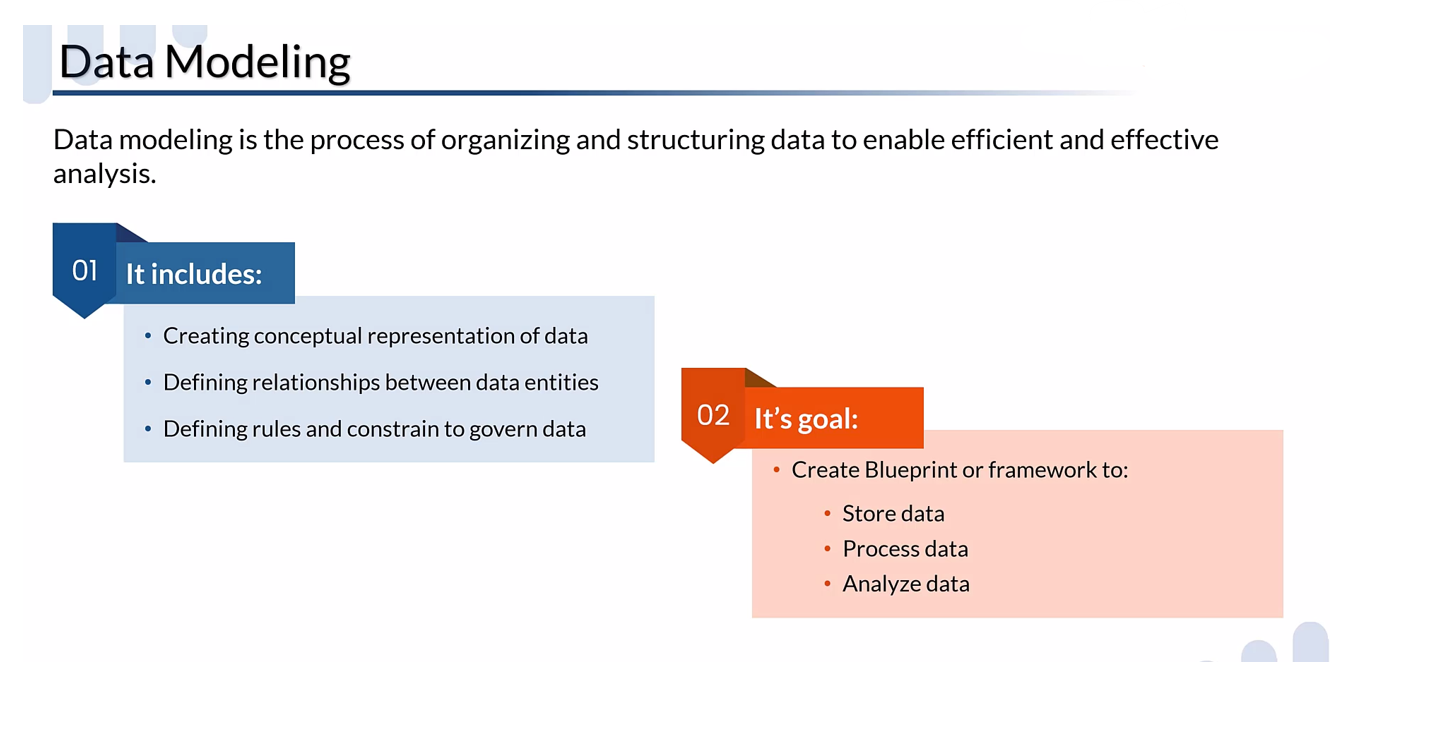 Data Modeling
Data modeling is the process of organizing and structuring data to enable efficient and effective
analysis.
01
It includes:
• Creating conceptual representation of data
• Defining relationships between data entities
• Defining rules and constrain to govern data
02
It’s goal:
• Create Blueprint or framework to:
• Store data
• Process data
• Analyze data